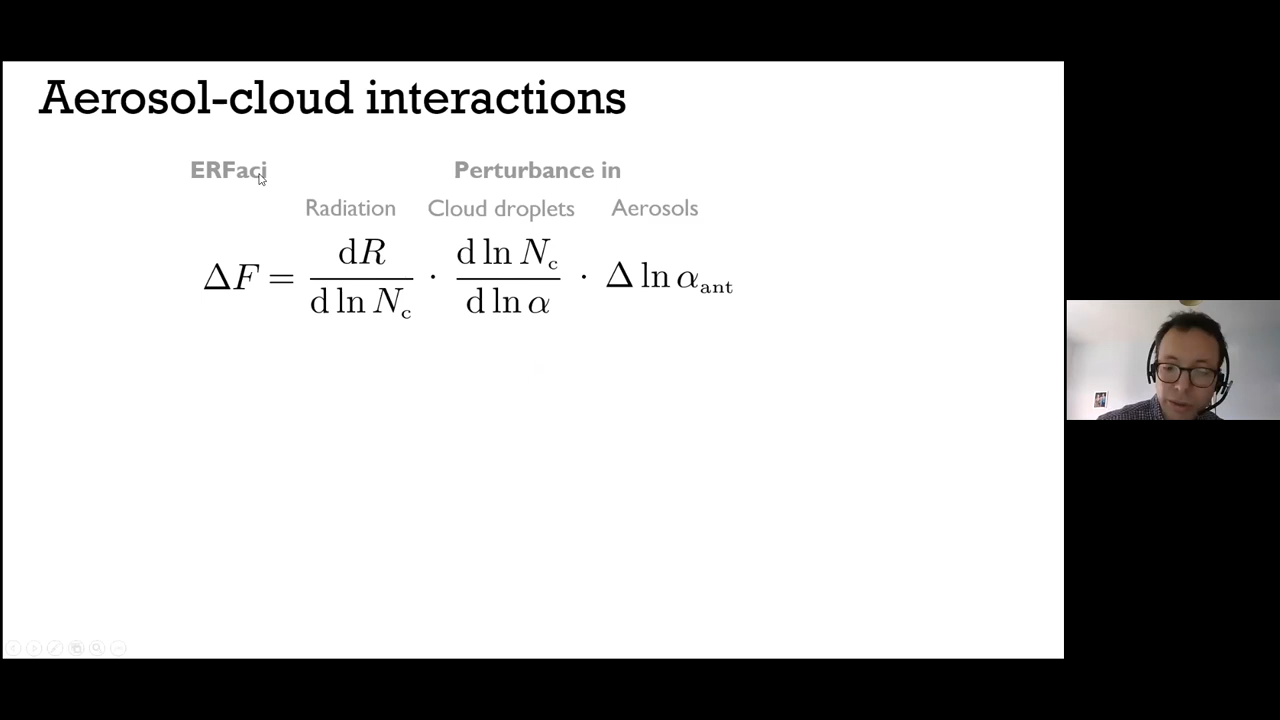 Aerosol-cloud interactions
ERFaci Perturbance in
Radiation Cloud droplets Aerosols
ΔF = dR / d ln N_c · d ln N_c / d ln α · Δ ln α_ant